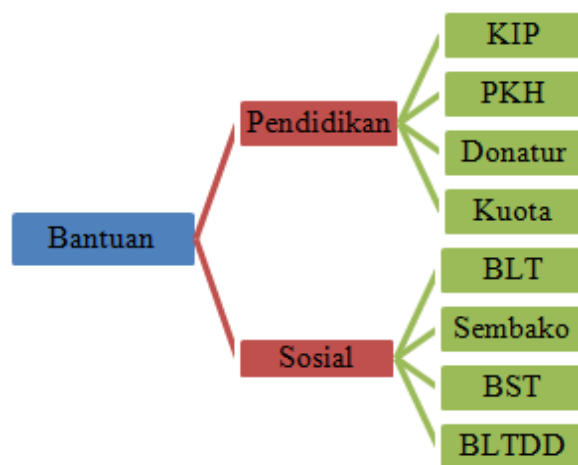 Bantuan
Pendidikan
KIP
PKH
Donatur
Kuota
Sosial
BLT
Sembako
BST
BLTDD